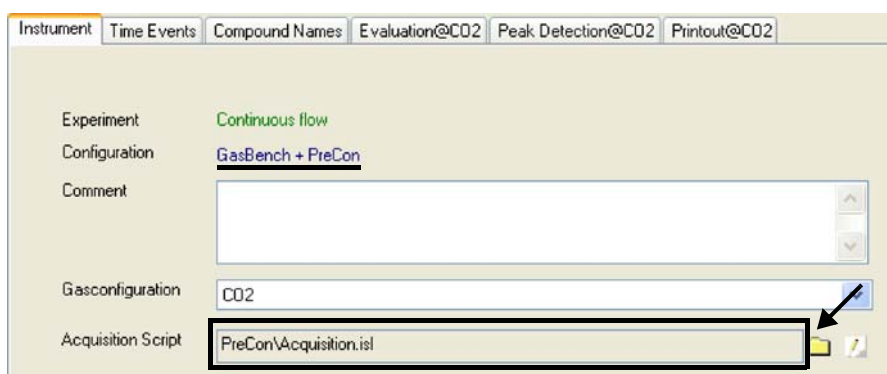 Instrument Time Events Compound Names Evaluation@CO2 Peak Detection@CO2 Printout@CO2
Experiment Continuous flow
Configuration GasBench + PreCon
Comment
Gasconfiguration CO2
Acquisition Script PreCon\Acquisition.isl